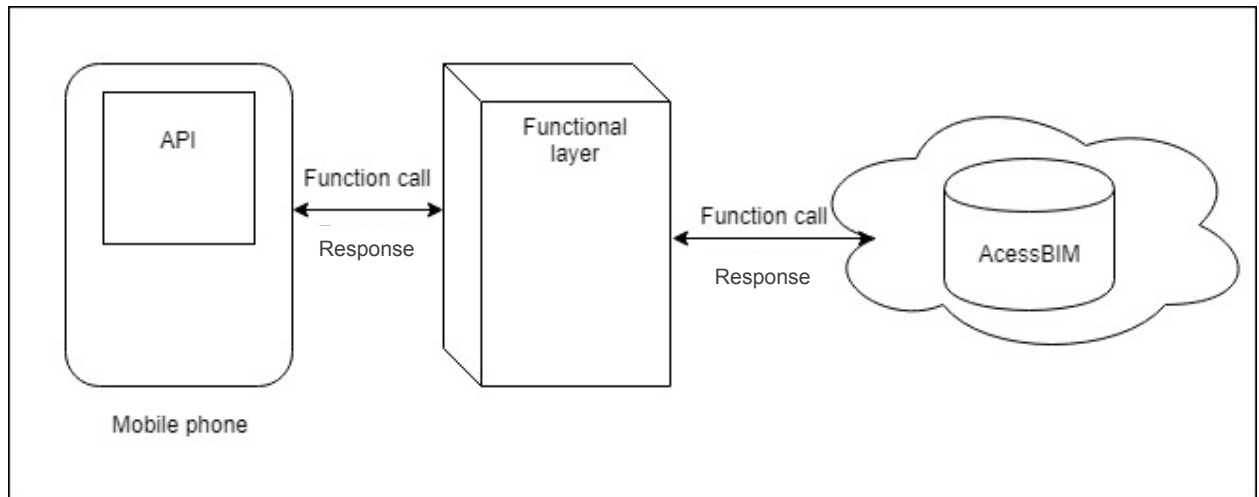 API
Function call
Response
Mobile phone
Functional
layer
Function call
Response
AcessBIM